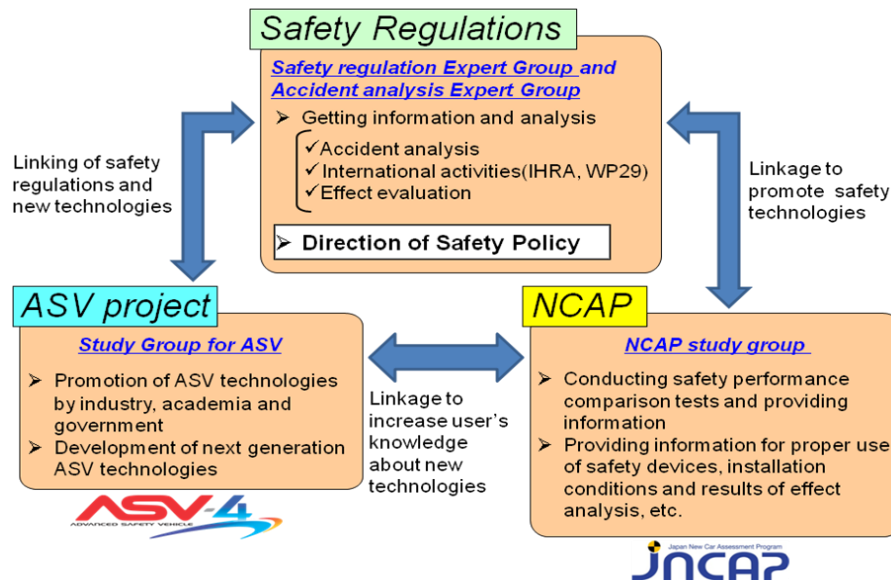 Safety Regulations
Safety regulation Expert Group and
Accident analysis Expert Group
➤ Getting information and analysis
✓Accident analysis
✓International activities(IHRA, WP29)
✓Effect evaluation
➤ Direction of Safety Policy
Linking of safety
regulations and
new technologies
Linkage to
promote safety
technologies
ASV project
Study Group for ASV
➤ Promotion of ASV technologies
by industry, academia and
government
➤ Development of next generation
ASV technologies
Linkage to
increase user's
knowledge
about new
technologies
NCAP
NCAP study group
➤ Conducting safety performance
comparison tests and providing
information
➤ Providing information for proper use
of safety devices, installation
conditions and results of effect
analysis, etc.
ASV-4
ADVANCED SAFETY VEHICLE
Japan New Car Assessment Program
JNCAP